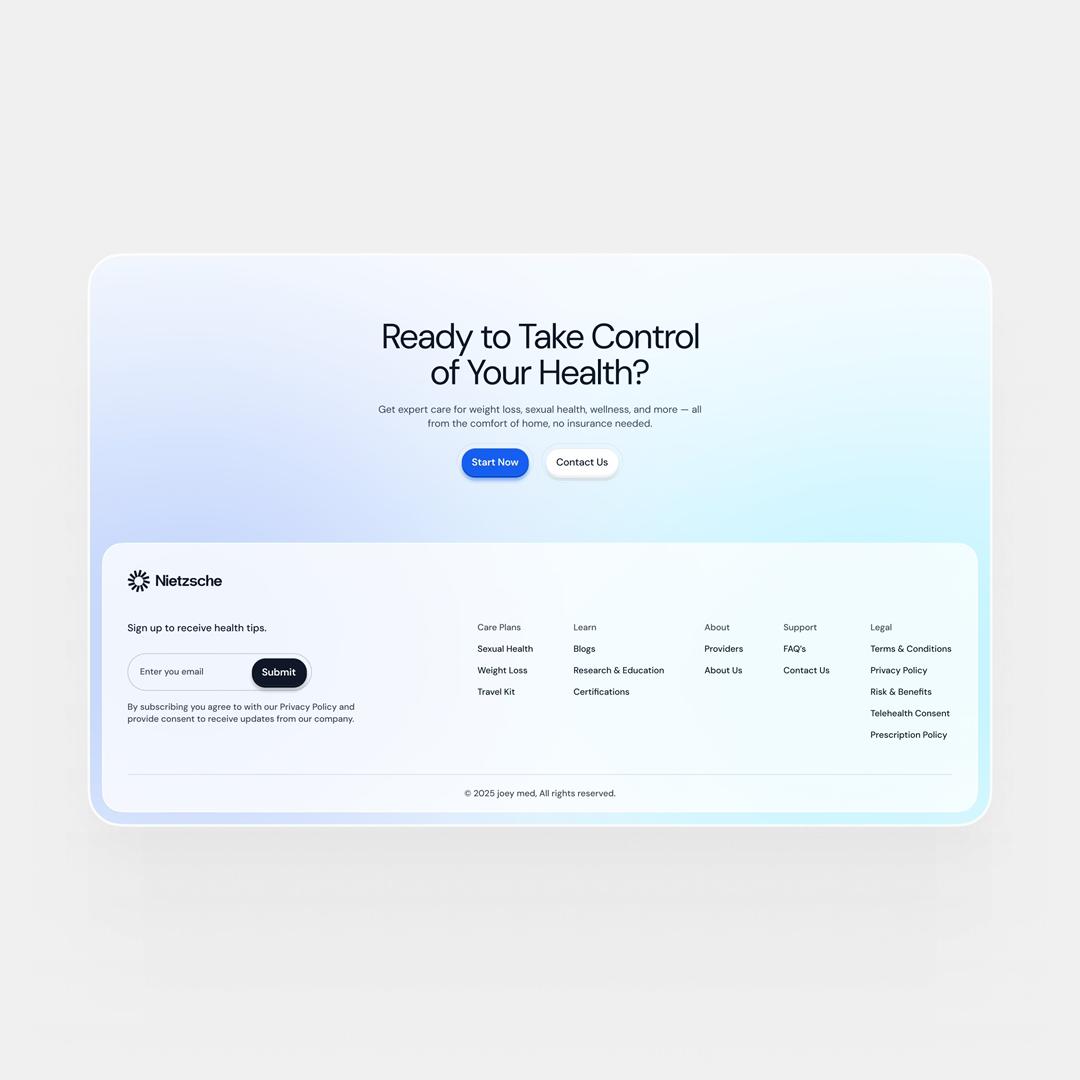 Ready to Take Control
of Your Health?
Get expert care for weight loss, sexual health, wellness, and more — all
from the comfort of home, no insurance needed.
Start Now
Contact Us
Nietzsche
Sign up to receive health tips.
Enter you email
Submit
By subscribing you agree to with our Privacy Policy and
provide consent to receive updates from our company.
Care Plans
Sexual Health
Weight Loss
Travel Kit
Learn
Blogs
Research & Education
Certifications
About
Providers
About Us
Support
FAQ's
Contact Us
Legal
Terms & Conditions
Privacy Policy
Risk & Benefits
Telehealth Consent
Prescription Policy
© 2025 joey med, All rights reserved.